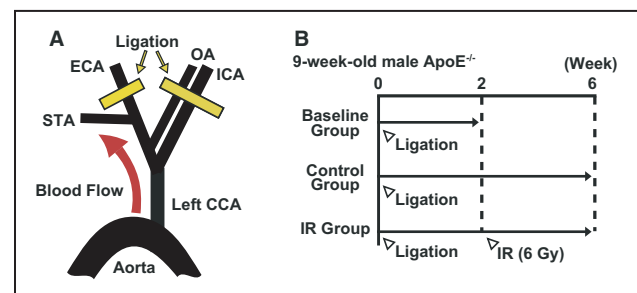 A
Ligation
ECA
OA
ICA
STA
Blood Flow
Left CCA
Aorta
B
9-week-old male ApoE-/-
(Week)
0
2
6
Baseline
Group
Ligation
Control
Group
Ligation
IR Group
Ligation
IR (6 Gy)